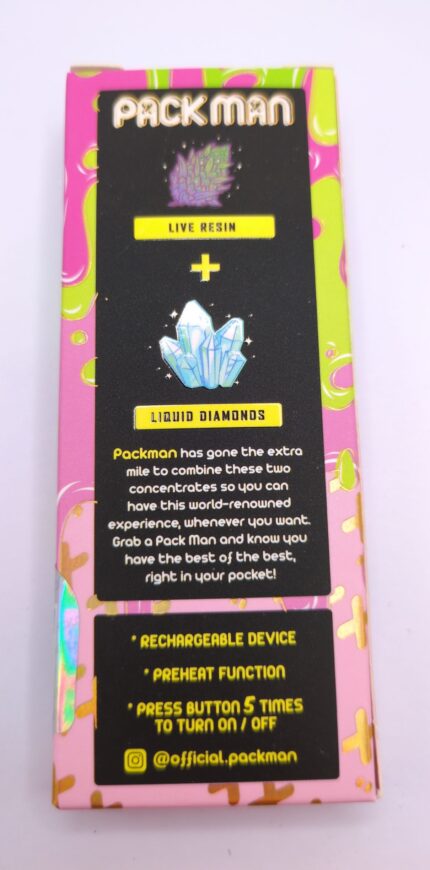 PACKMAN
LIVE RESIN
+
LIQUID DIAMONDS
Packman has gone the extra
mile to combine these two
concentrates so you can
have this world-renowned
experience, whenever you want.
Grab a Pack Man and know you
have the best of the best,
right in your pocket!
* RECHARGEABLE DEVICE
* PREHEAT FUNCTION
* PRESS BUTTON 5 TIMES
TO TURN ON / OFF
@official.packman